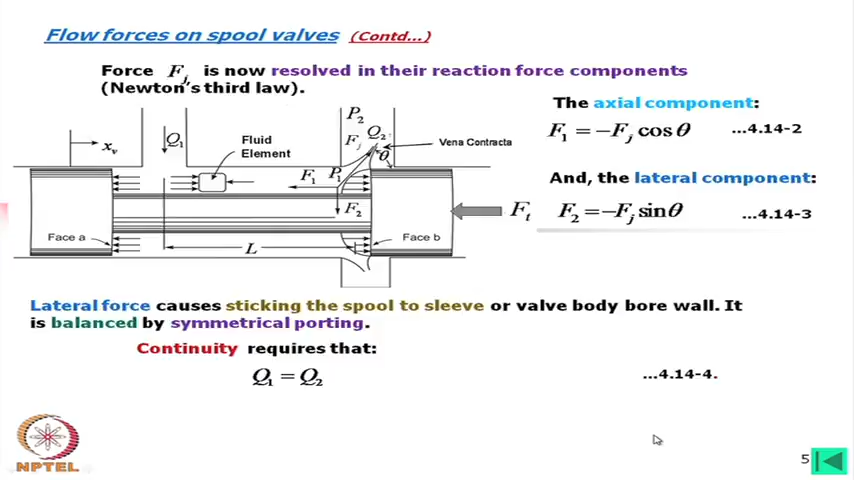 Flow forces on spool valves (Contd...)
Force Fj is now resolved in their reaction force components
(Newton's third law).
The axial component:
F1 = −Fj cos θ ...4.14-2
And, the lateral component:
F2 = −Fj sin θ ...4.14-3
P2
Q1
Fj
Q2
xv
Fluid
Element
Vena Contracta
θ
F1
P1
F2
Ft
Face a
L
Face b
Lateral force causes sticking the spool to sleeve or valve body bore wall. It
is balanced by symmetrical porting.
Continuity requires that:
Q1 = Q2 ...4.14-4.
NPTEL
5